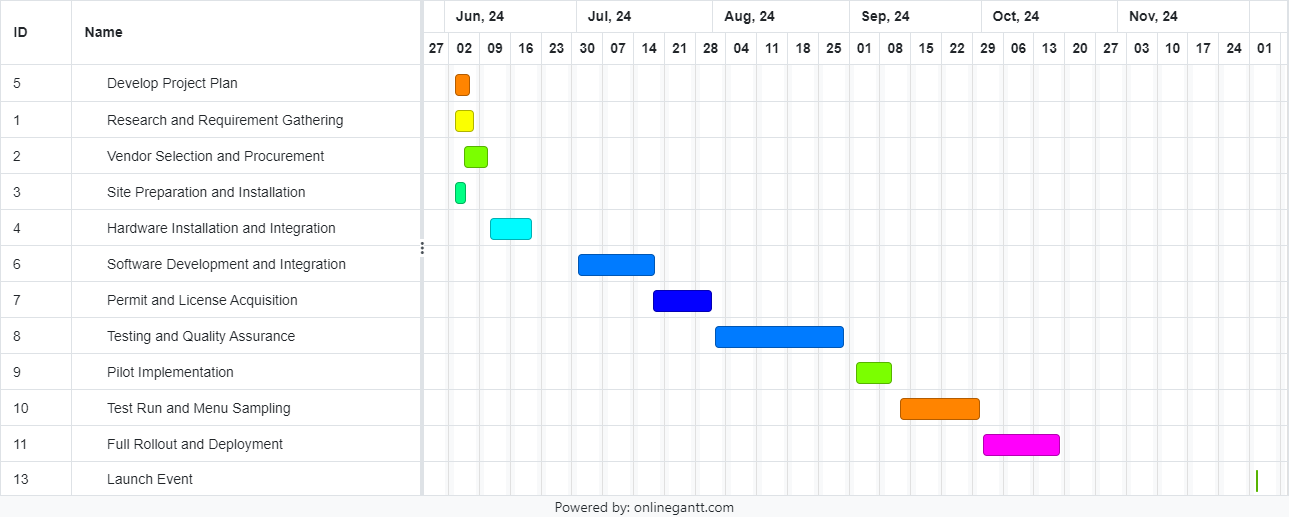 ID Name Jun, 24 Jul, 24 Aug, 24 Sep, 24 Oct, 24 Nov, 24
27 02 09 16 23 30 07 14 21 28 04 11 18 25 01 08 15 22 29 06 13 20 27 03 10 17 24 01
5 Develop Project Plan
1 Research and Requirement Gathering
2 Vendor Selection and Procurement
3 Site Preparation and Installation
4 Hardware Installation and Integration
6 Software Development and Integration
7 Permit and License Acquisition
8 Testing and Quality Assurance
9 Pilot Implementation
10 Test Run and Menu Sampling
11 Full Rollout and Deployment
13 Launch Event
Powered by: onlinegantt.com